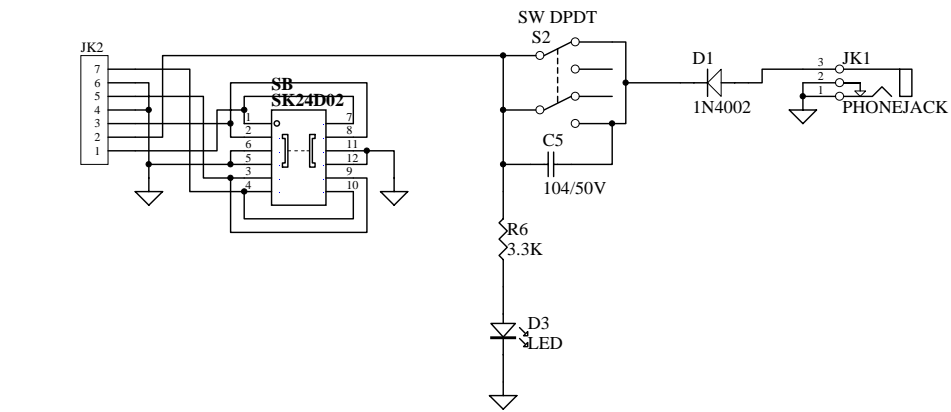 SW DPDT
S2
JK2
7
6
5
4
3
2
1
SB
SK24D02
1
2
6
5
3
4
7
8
11
12
9
10
D1
1N4002
3
2
1
JK1
PHONEJACK
C5
104/50V
R6
3.3K
D3
LED